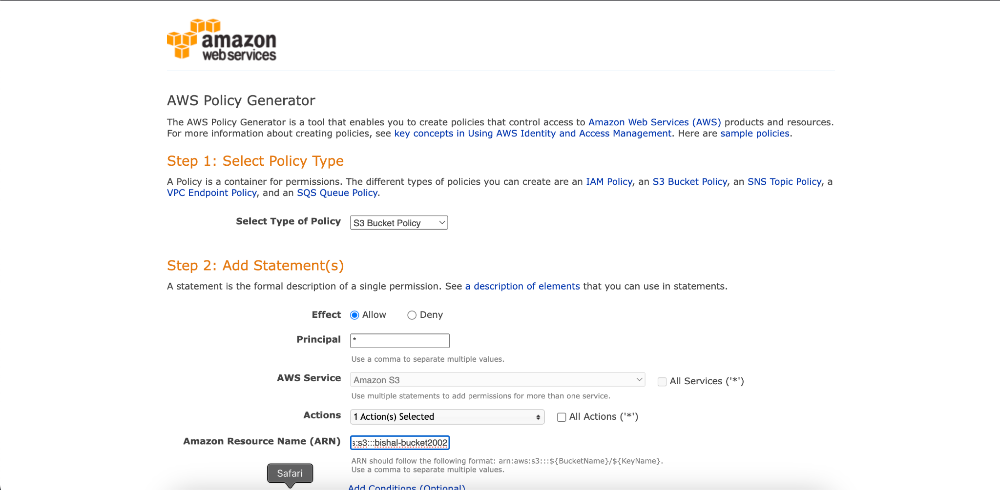 amazon
web services
AWS Policy Generator
The AWS Policy Generator is a tool that enables you to create policies that control access to Amazon Web Services (AWS) products and resources.
For more information about creating policies, see key concepts in Using AWS Identity and Access Management. Here are sample policies.
Step 1: Select Policy Type
A Policy is a container for permissions. The different types of policies you can create are an IAM Policy, an S3 Bucket Policy, an SNS Topic Policy, a
VPC Endpoint Policy, and an SQS Queue Policy.
Select Type of Policy S3 Bucket Policy
Step 2: Add Statement(s)
A statement is the formal description of a single permission. See a description of elements that you can use in statements.
Effect Allow Deny
Principal *
Use a comma to separate multiple values.
AWS Service Amazon S3 All Services ('*')
Use multiple statements to add permissions for more than one service.
Actions 1 Action(s) Selected All Actions ('*')
Amazon Resource Name (ARN) s:s3:::bishal-bucket2002
ARN should follow the following format: arn:aws:s3:::${BucketName}/${KeyName}.
Use a comma to separate multiple values.
Safari
Add Conditions (Optional)